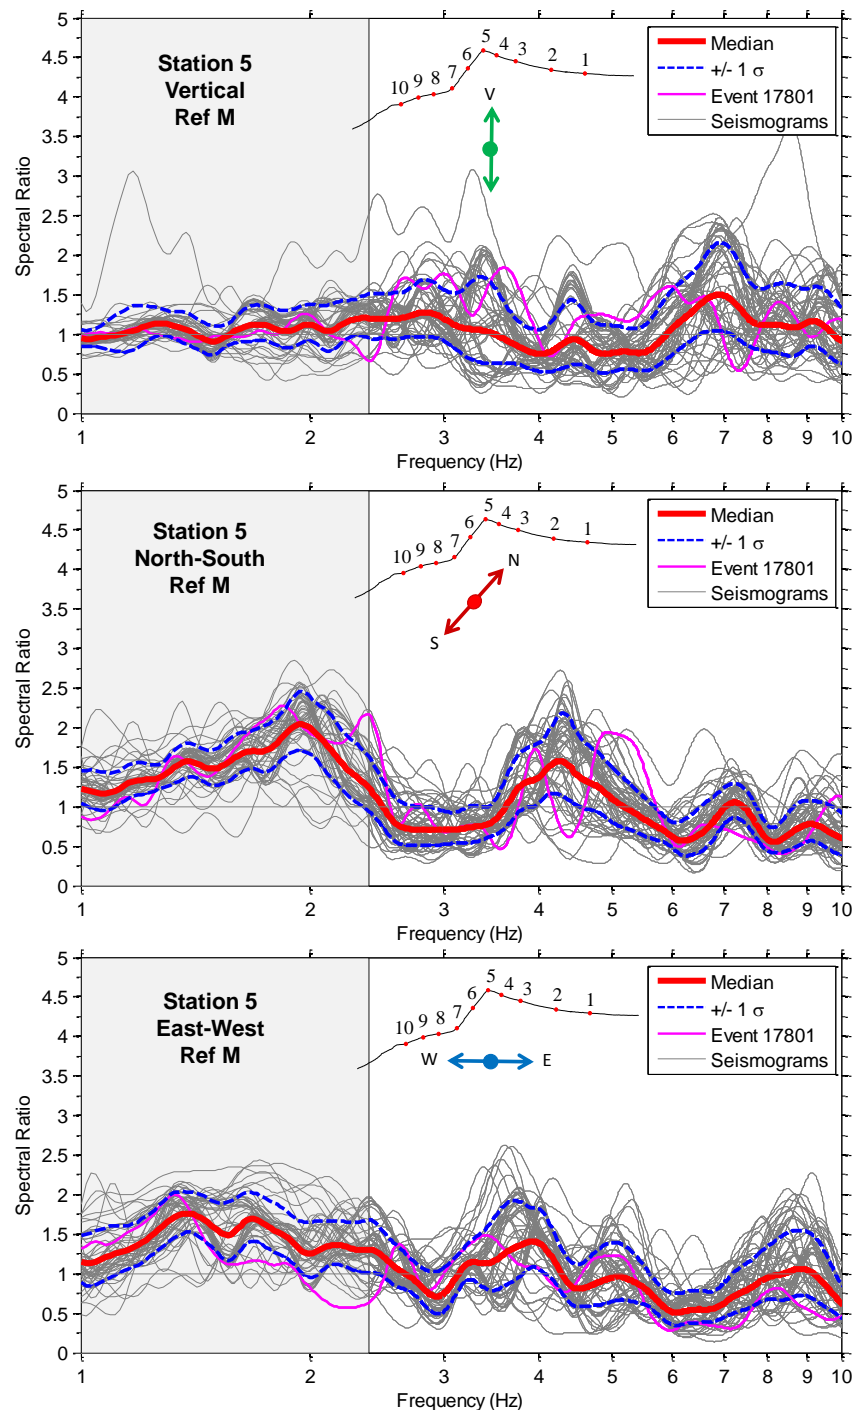 Station 5
Vertical
Ref M
10 9 8 7 6 5 4 3 2 1
V
Median
+/- 1 σ
Event 17801
Seismograms
Spectral Ratio
5
4.5
4
3.5
3
2.5
2
1.5
1
0.5
0
1 2 3 4 5 6 7 8 9 10
Frequency (Hz)
Station 5
North-South
Ref M
10 9 8 7 6 5 4 3 2 1
N
S
Median
+/- 1 σ
Event 17801
Seismograms
Spectral Ratio
5
4.5
4
3.5
3
2.5
2
1.5
1
0.5
0
1 2 3 4 5 6 7 8 9 10
Frequency (Hz)
Station 5
East-West
Ref M
10 9 8 7 6 5 4 3 2 1
W E
Median
+/- 1 σ
Event 17801
Seismograms
Spectral Ratio
5
4.5
4
3.5
3
2.5
2
1.5
1
0.5
0
1 2 3 4 5 6 7 8 9 10
Frequency (Hz)